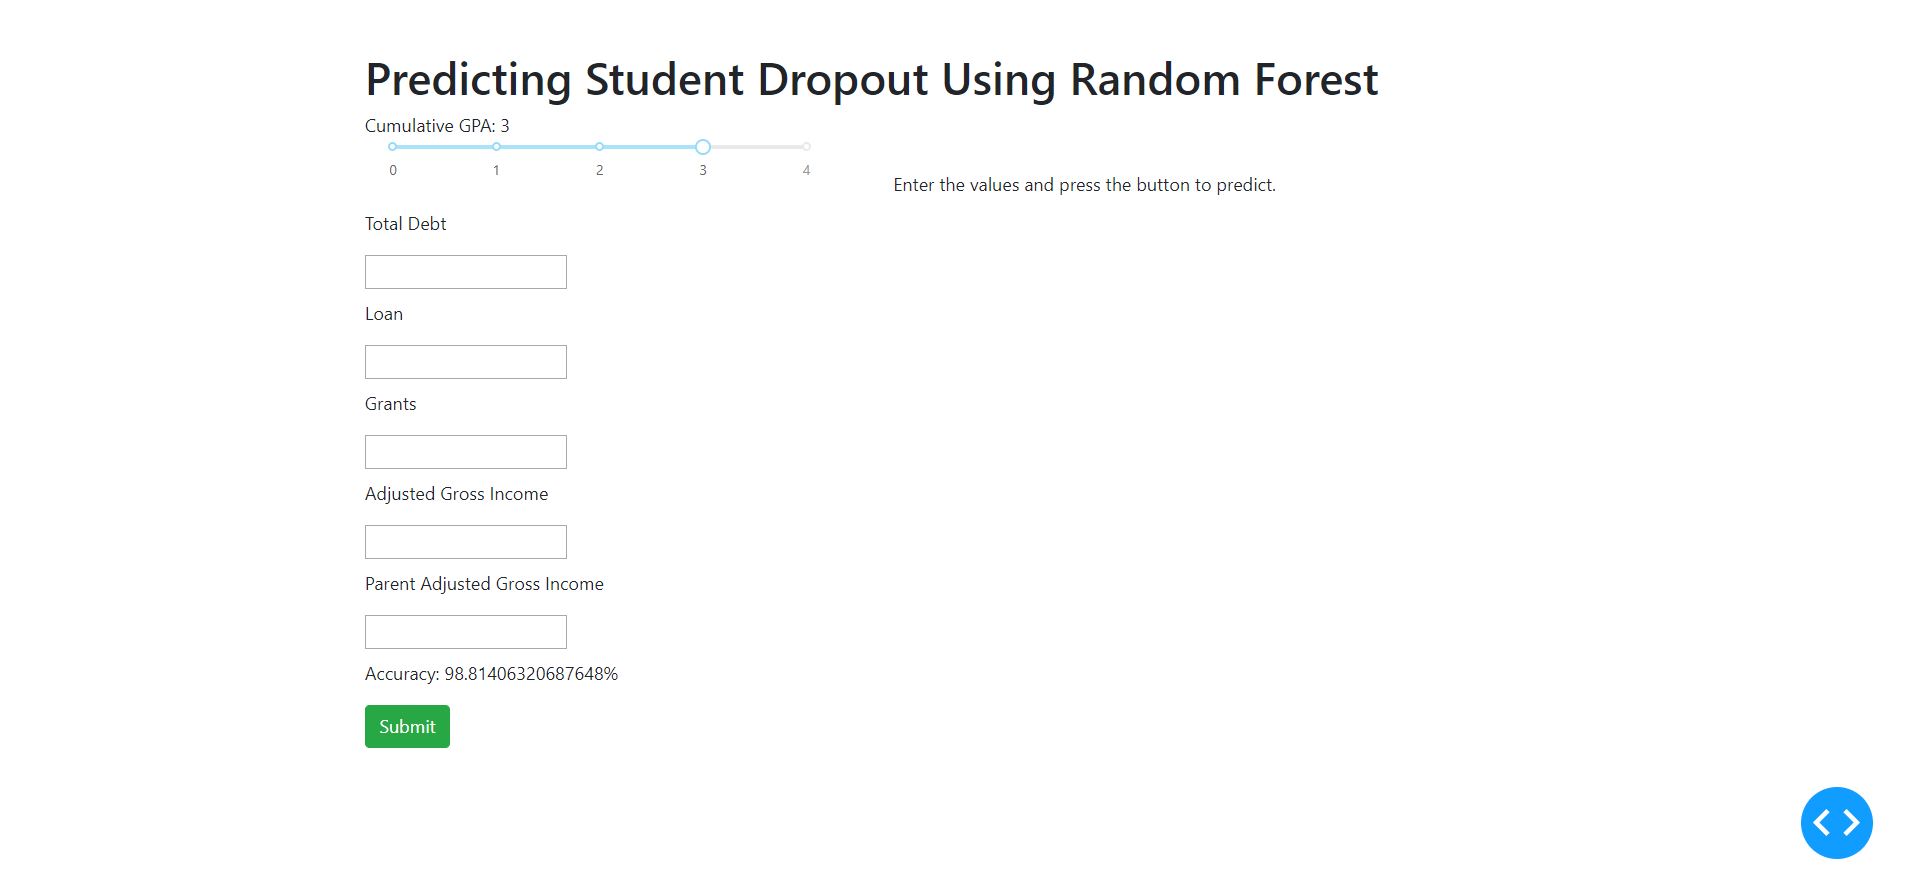 Predicting Student Dropout Using Random Forest
Cumulative GPA: 3
0 1 2 3 4
Enter the values and press the button to predict.
Total Debt
Loan
Grants
Adjusted Gross Income
Parent Adjusted Gross Income
Accuracy: 98.81406320687648%
Submit